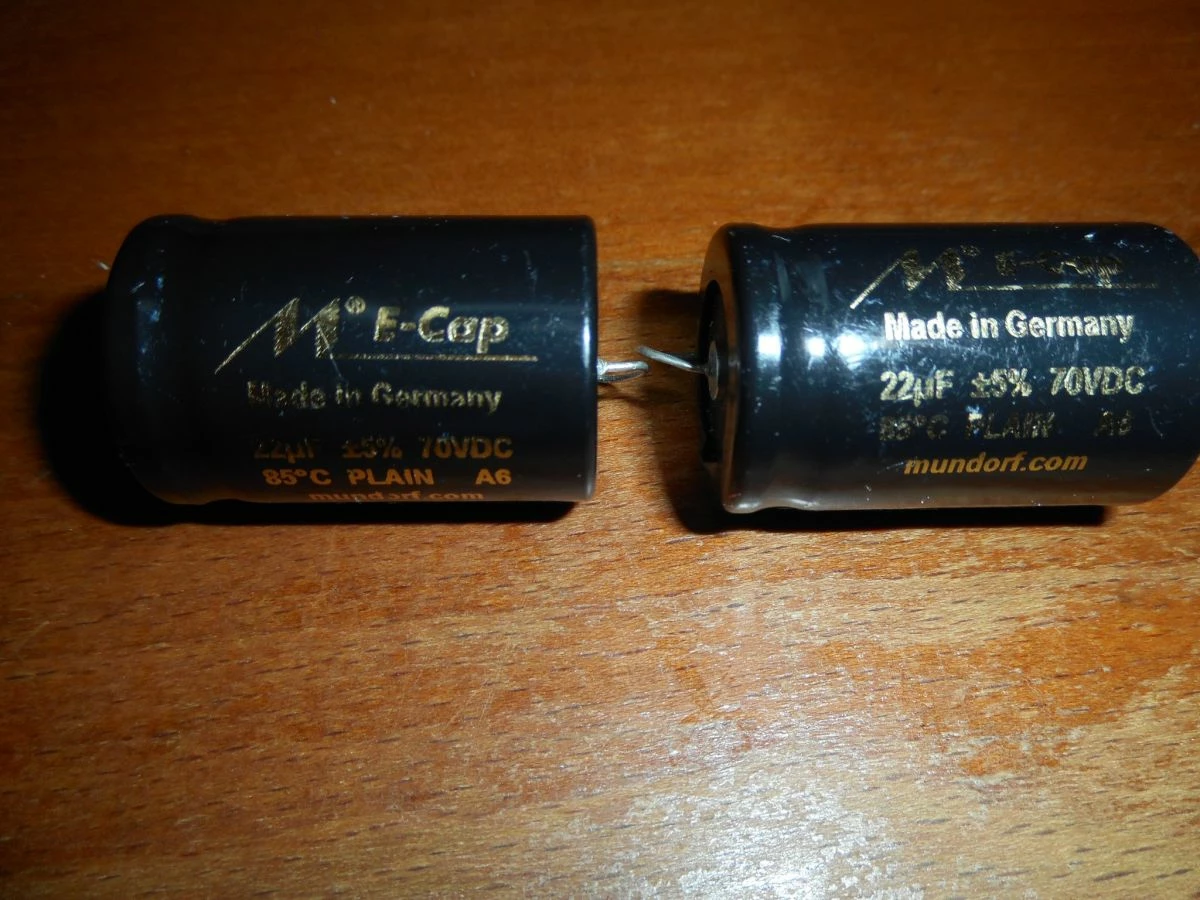 M® E-Cap
Made in Germany
22µF ±5% 70VDC
85°C PLAIN A6
mundorf.com
M® E-Cap
Made in Germany
22µF ±5% 70VDC
85°C PLAIN A6
mundorf.com